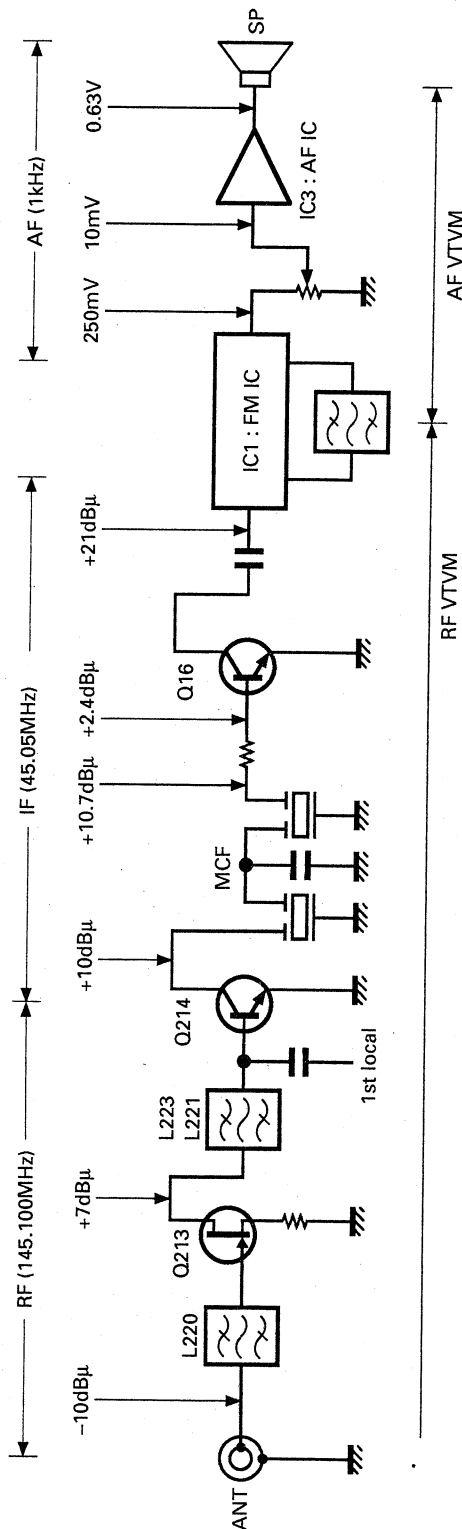 RF (145.100MHz)
IF (45.05MHz)
AF (1kHz)
−10dBμ
+7dBμ
+10dBμ
+10.7dBμ
+2.4dBμ
+21dBμ
250mV
10mV
0.63V
ANT
L220
Q213
L223
L221
1st local
Q214
MCF
Q16
IC1 : FM IC
IC3 : AF IC
SP
RF VTVM
AF VTVM